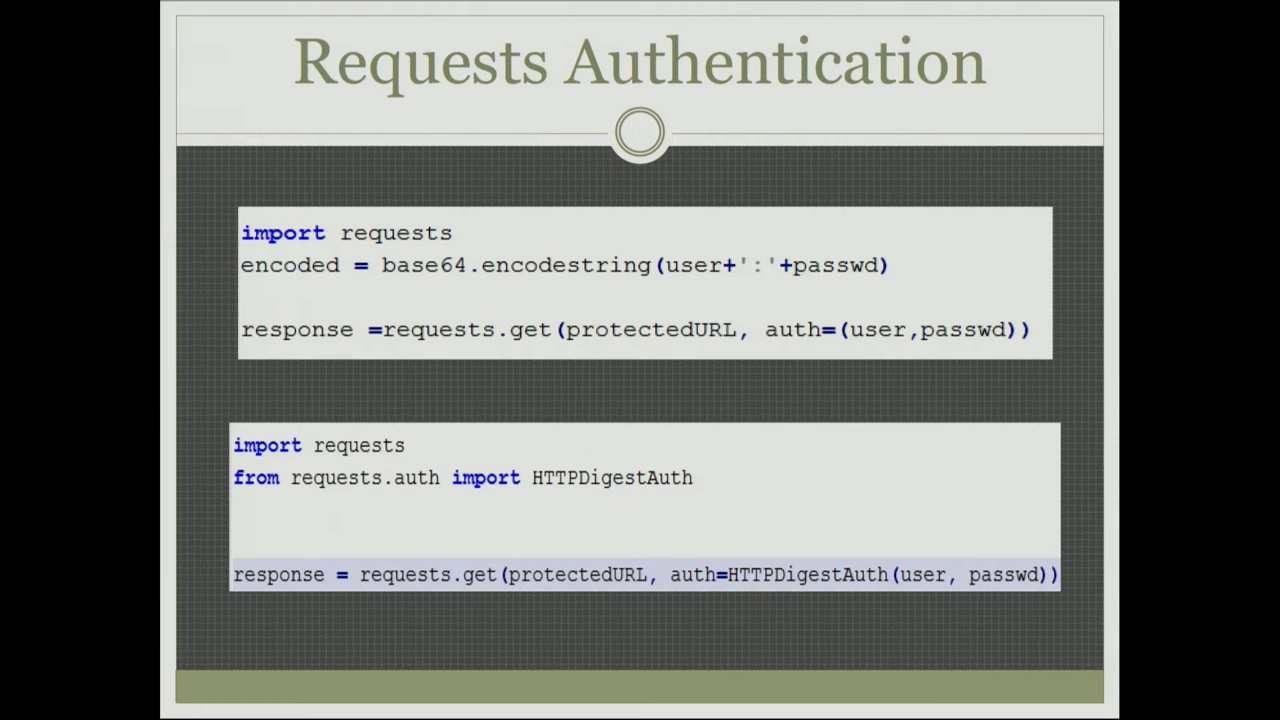 Requests Authentication
import requests
encoded = base64.encodestring(user+':'+passwd)
response =requests.get(protectedURL, auth=(user,passwd))
import requests
from requests.auth import HTTPDigestAuth
response = requests.get(protectedURL, auth=HTTPDigestAuth(user, passwd))